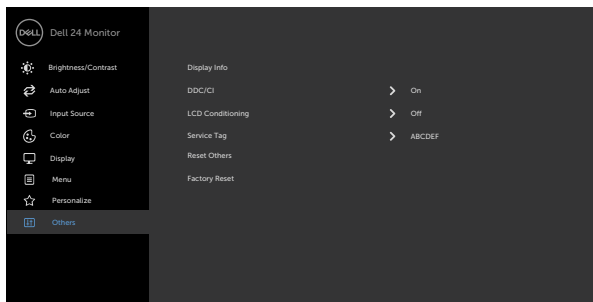 DELL
Dell 24 Monitor
Brightness/Contrast
Auto Adjust
Input Source
Color
Display
Menu
Personalize
Others
Display Info
DDC/CI On
LCD Conditioning Off
Service Tag ABCDEF
Reset Others
Factory Reset